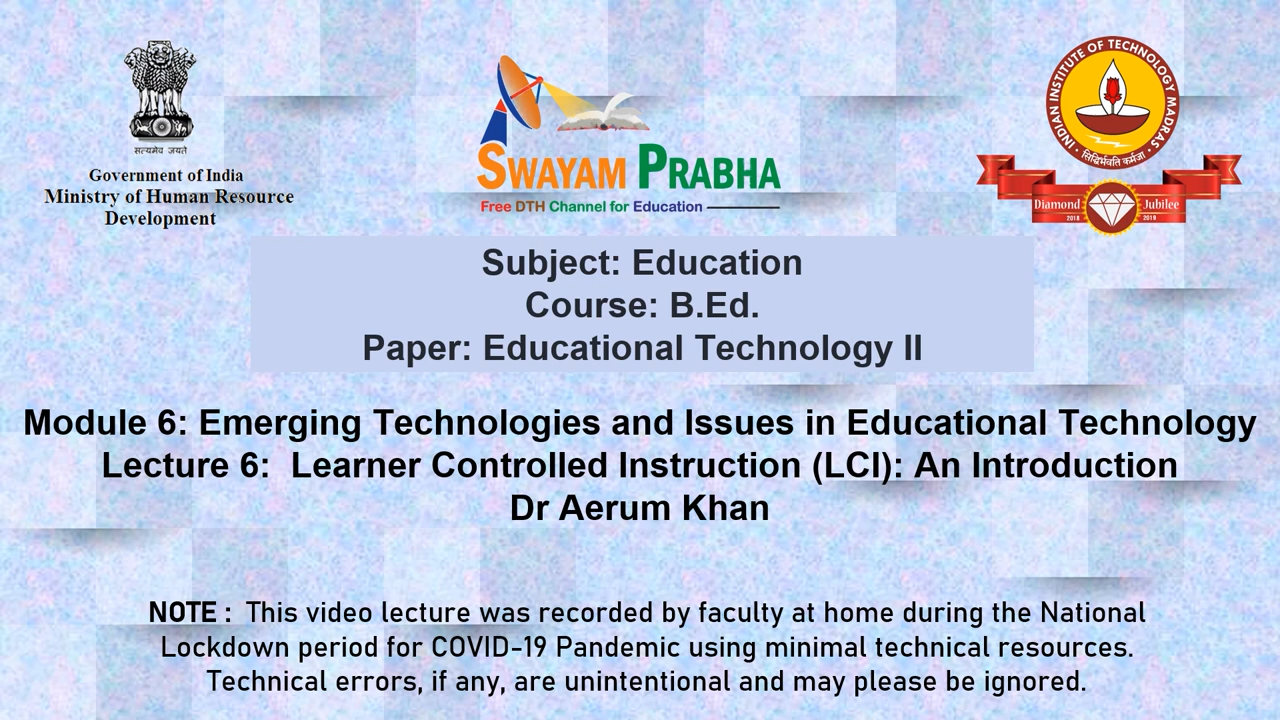 सत्यमेव जयते
Government of India
Ministry of Human Resource
Development
SWAYAM PRABHA
Free DTH Channel for Education
INDIAN INSTITUTE OF TECHNOLOGY MADRAS
सिद्धिर्भवति कर्मजा
Diamond Jubilee
2018 2019
Subject: Education
Course: B.Ed.
Paper: Educational Technology II
Module 6: Emerging Technologies and Issues in Educational Technology
Lecture 6: Learner Controlled Instruction (LCI): An Introduction
Dr Aerum Khan
NOTE : This video lecture was recorded by faculty at home during the National
Lockdown period for COVID-19 Pandemic using minimal technical resources.
Technical errors, if any, are unintentional and may please be ignored.